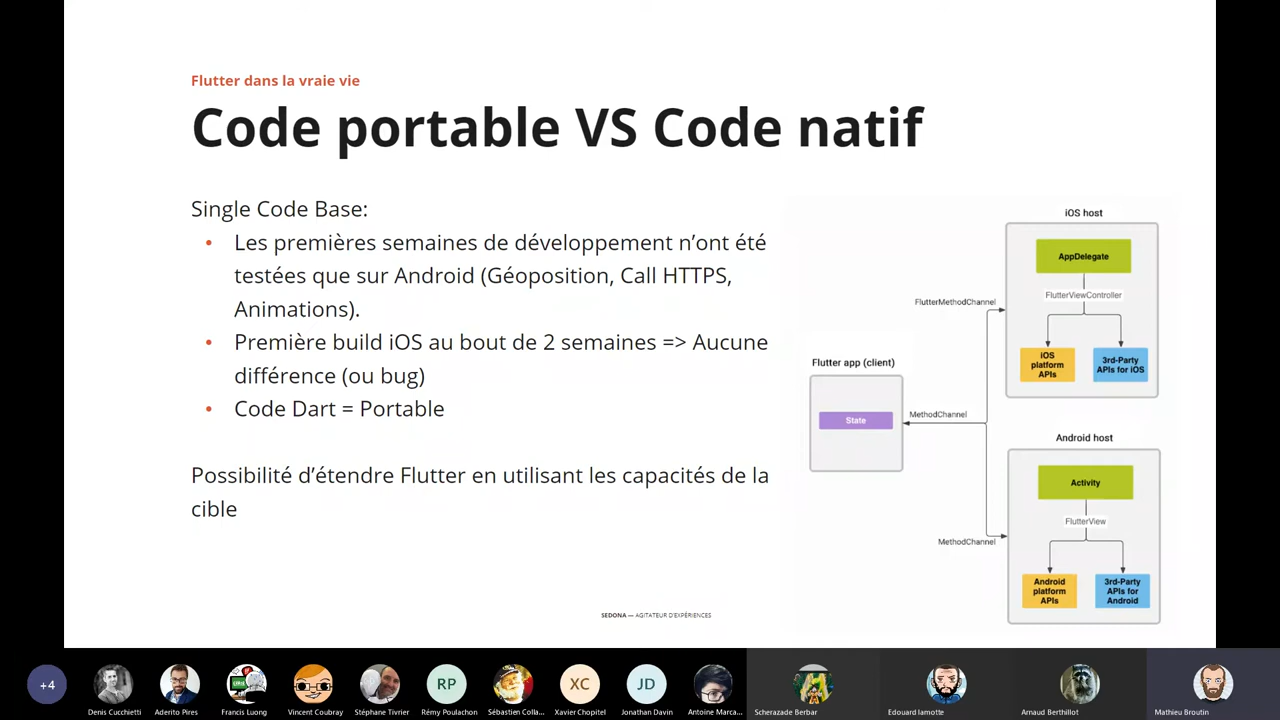 Flutter dans la vraie vie
Code portable VS Code natif
Single Code Base:
• Les premières semaines de développement n’ont été
testées que sur Android (Géoposition, Call HTTPS,
Animations).
• Première build iOS au bout de 2 semaines => Aucune
différence (ou bug)
• Code Dart = Portable
Possibilité d’étendre Flutter en utilisant les capacités de la
cible
iOS host
AppDelegate
FlutterViewController
FlutterMethodChannel
iOS
platform
APIs
3rd-Party
APIs for iOS
Flutter app (client)
State
MethodChannel
Android host
Activity
FlutterView
MethodChannel
Android
platform
APIs
3rd-Party
APIs for
Android
SEDONA — AGITATEUR D'EXPÉRIENCES
+4
RP
XC
JD
Denis Cucchietti
Aderito Pires
Francis Luong
Vincent Coubray
Stéphane Tivrier
Rémy Poulachon
Sébastien Colla...
Xavier Chopitel
Jonathan Davin
Antoine Marca...
Scherazade Berbar
Edouard lamotte
Arnaud Berthillot
Mathieu Broutin